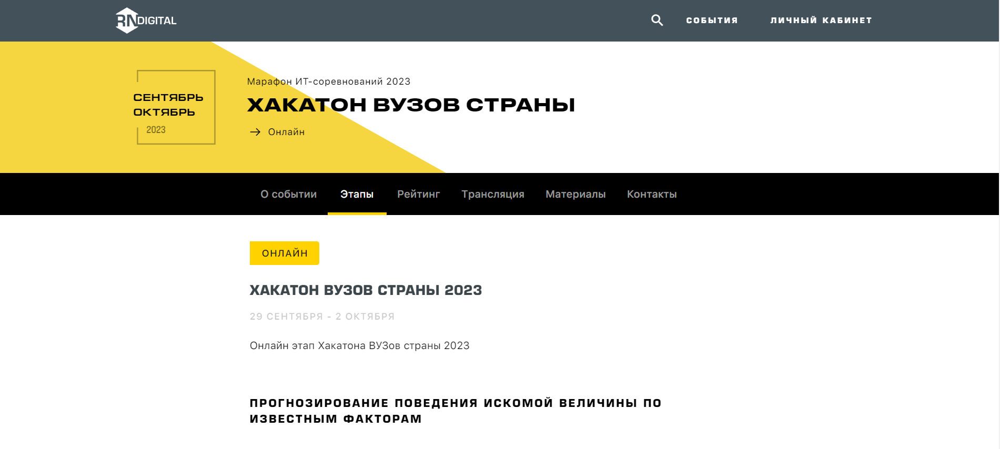 RNDIGITAL
СОБЫТИЯ
ЛИЧНЫЙ КАБИНЕТ
СЕНТЯБРЬ
ОКТЯБРЬ
2023
Марафон ИТ-соревнований 2023
ХАКАТОН ВУЗОВ СТРАНЫ
Онлайн
О событии
Этапы
Рейтинг
Трансляция
Материалы
Контакты
ОНЛАЙН
ХАКАТОН ВУЗОВ СТРАНЫ 2023
29 СЕНТЯБРЯ - 2 ОКТЯБРЯ
Онлайн этап Хакатона ВУЗов страны 2023
ПРОГНОЗИРОВАНИЕ ПОВЕДЕНИЯ ИСКОМОЙ ВЕЛИЧИНЫ ПО
ИЗВЕСТНЫМ ФАКТОРАМ